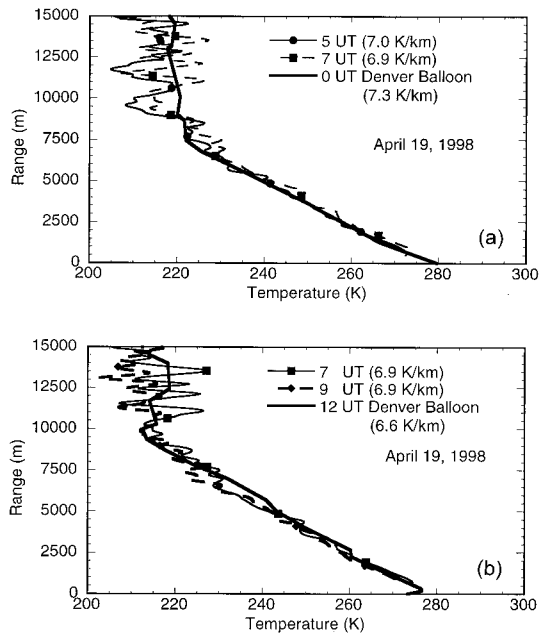 15000
12500
10000
7500
5000
2500
0
Range (m)
5 UT (7.0 K/km)
7 UT (6.9 K/km)
0 UT Denver Balloon
(7.3 K/km)
April 19, 1998
(a)
200 220 240 260 280 300
Temperature (K)
15000
12500
10000
7500
5000
2500
0
Range (m)
7 UT (6.9 K/km)
9 UT (6.9 K/km)
12 UT Denver Balloon
(6.6 K/km)
April 19, 1998
(b)
200 220 240 260 280 300
Temperature (K)